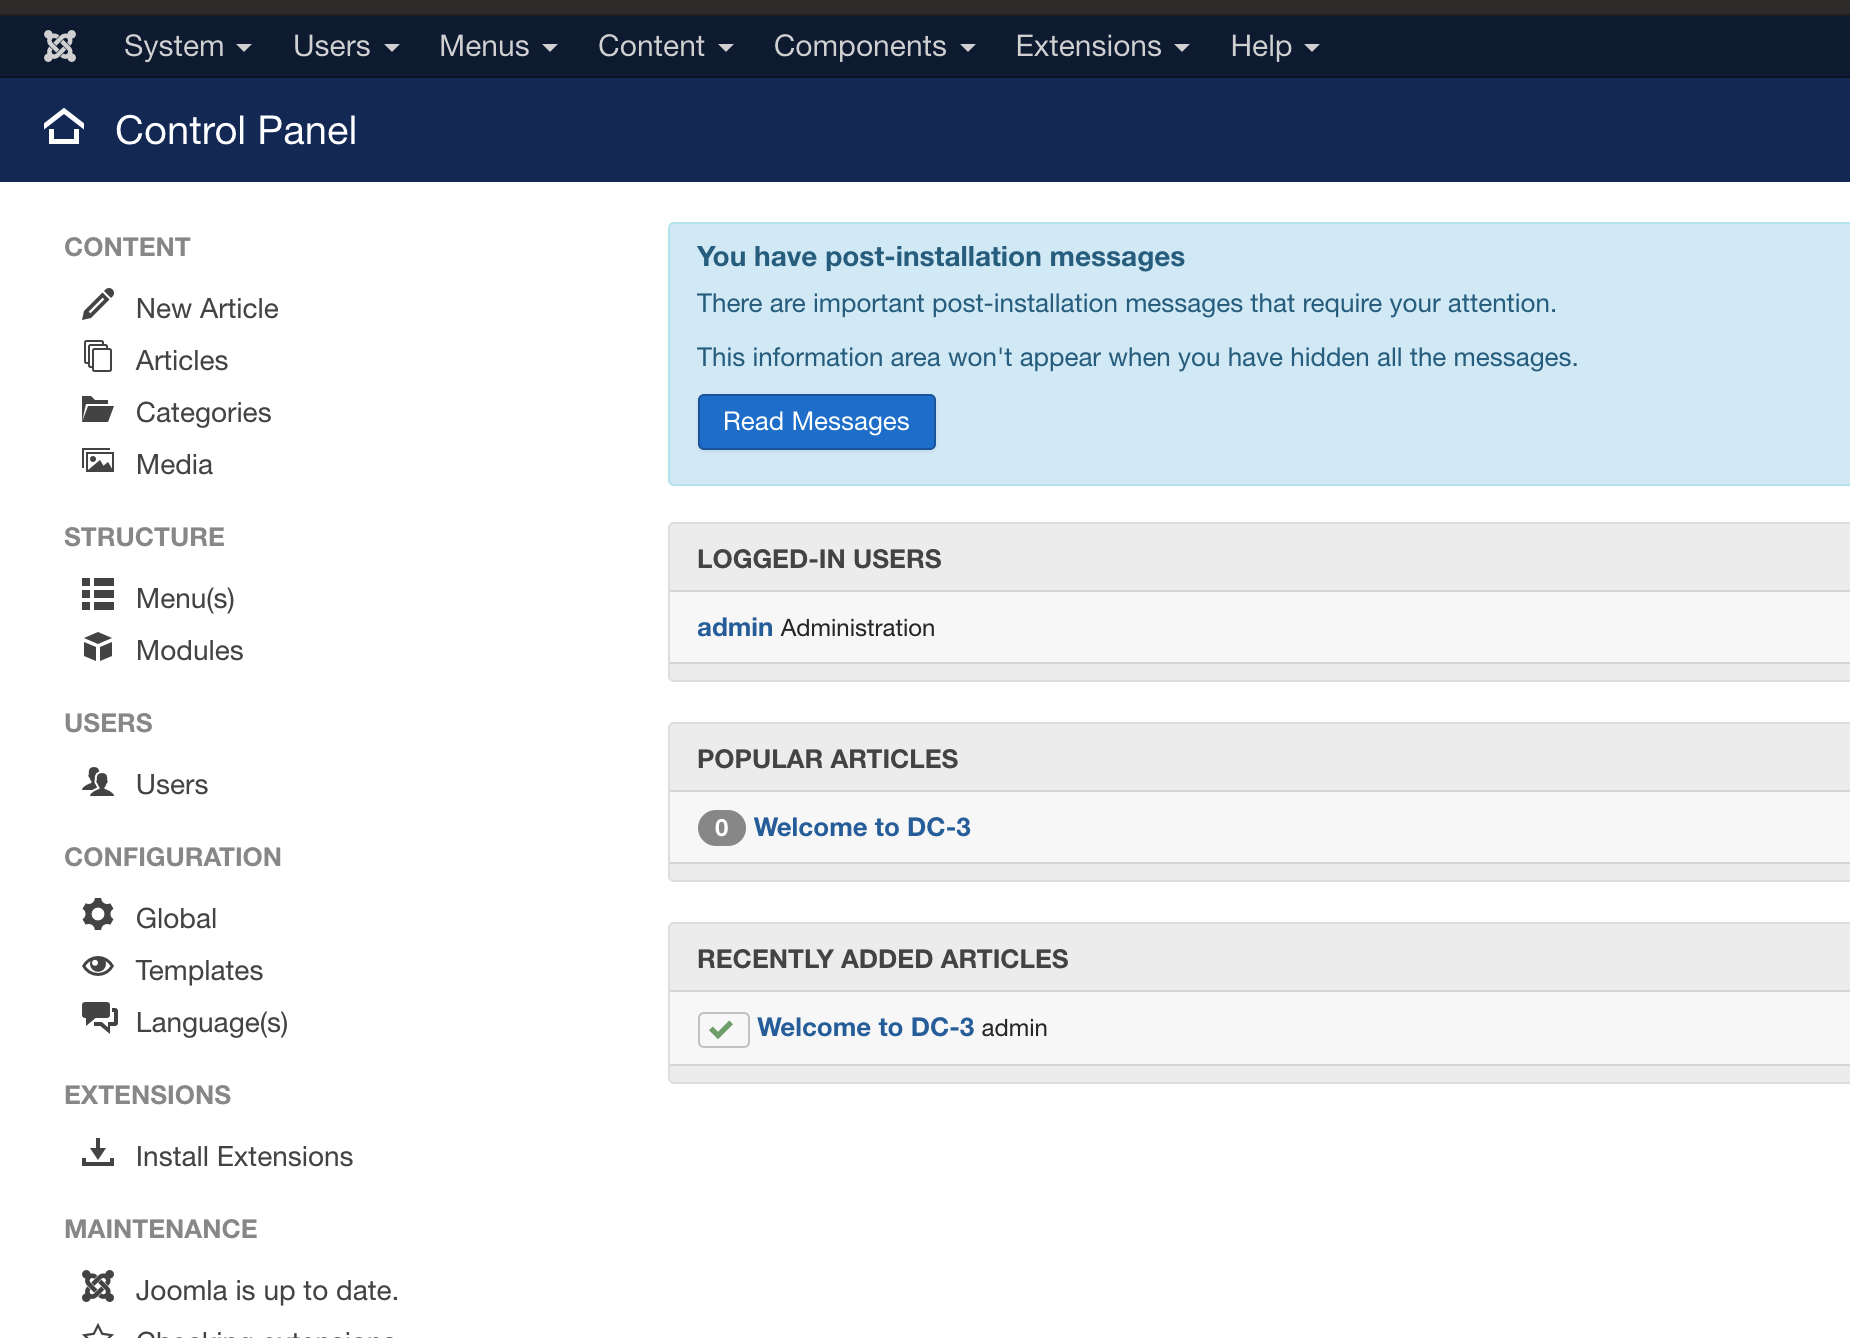 System Users Menus Content Components Extensions Help
Control Panel
CONTENT
New Article
Articles
Categories
Media
STRUCTURE
Menu(s)
Modules
USERS
Users
CONFIGURATION
Global
Templates
Language(s)
EXTENSIONS
Install Extensions
MAINTENANCE
Joomla is up to date.
Checking extensions
You have post-installation messages
There are important post-installation messages that require your attention.
This information area won't appear when you have hidden all the messages.
Read Messages
LOGGED-IN USERS
admin Administration
POPULAR ARTICLES
0 Welcome to DC-3
RECENTLY ADDED ARTICLES
Welcome to DC-3 admin